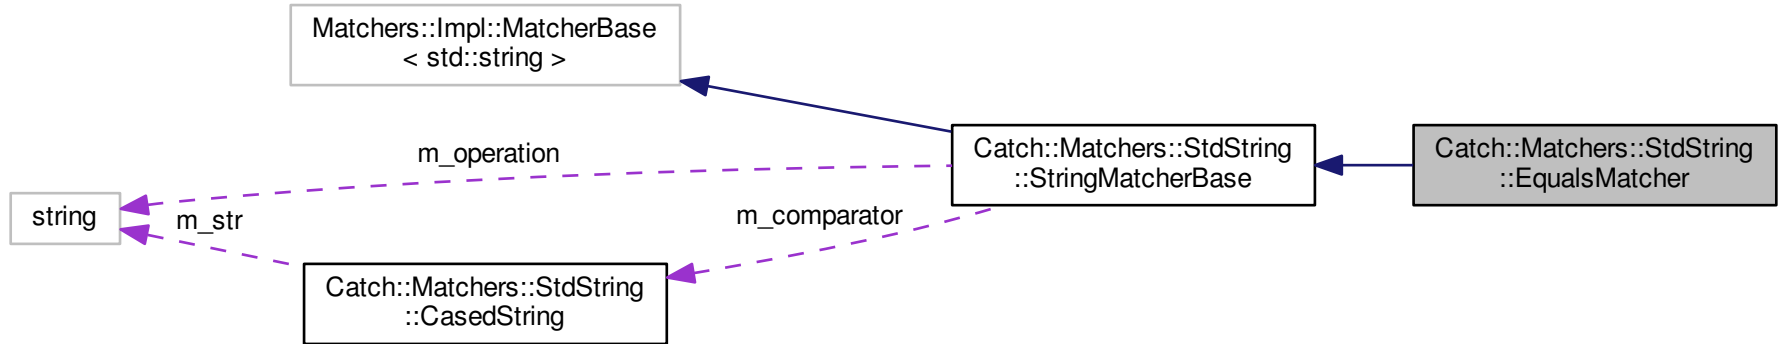 Matchers::Impl::MatcherBase
< std::string >
m_operation
string
m_str
Catch::Matchers::StdString
::StringMatcherBase
Catch::Matchers::StdString
::EqualsMatcher
m_comparator
Catch::Matchers::StdString
::CasedString